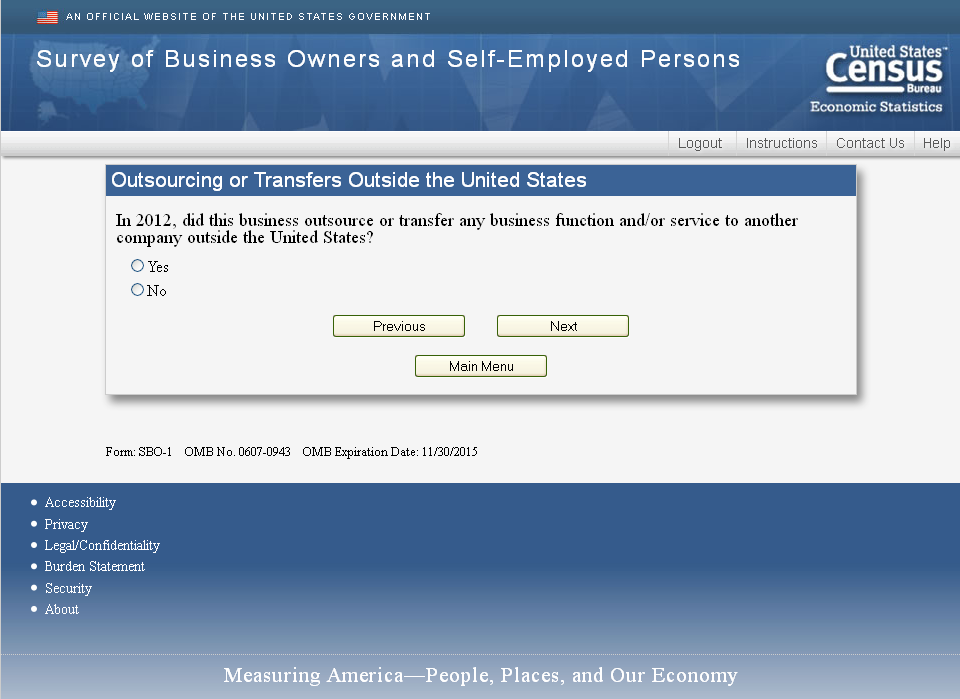 AN OFFICIAL WEBSITE OF THE UNITED STATES GOVERNMENT
Survey of Business Owners and Self-Employed Persons
United States™
Census
Bureau
Economic Statistics
Logout Instructions Contact Us Help
Outsourcing or Transfers Outside the United States
In 2012, did this business outsource or transfer any business function and/or service to another
company outside the United States?
Yes
No
Previous Next
Main Menu
Form: SBO-1 OMB No. 0607-0943 OMB Expiration Date: 11/30/2015
Accessibility
Privacy
Legal/Confidentiality
Burden Statement
Security
About
Measuring America—People, Places, and Our Economy